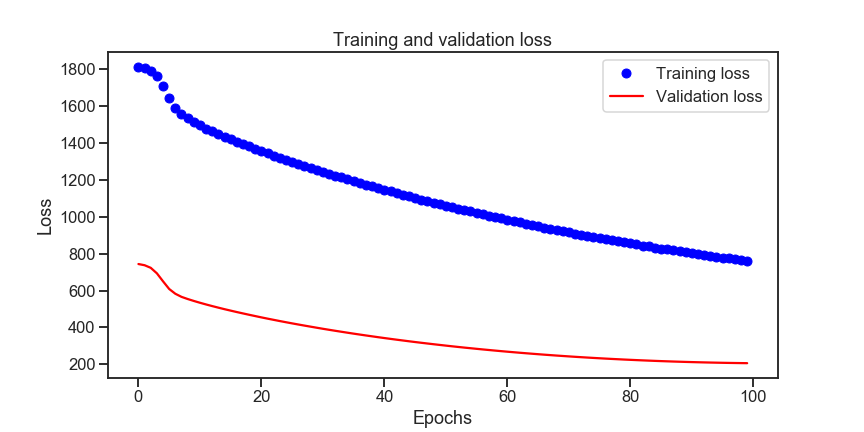 Training and validation loss
Training loss
Validation loss
Loss
1800
1600
1400
1200
1000
800
600
400
200
0 20 40 60 80 100
Epochs